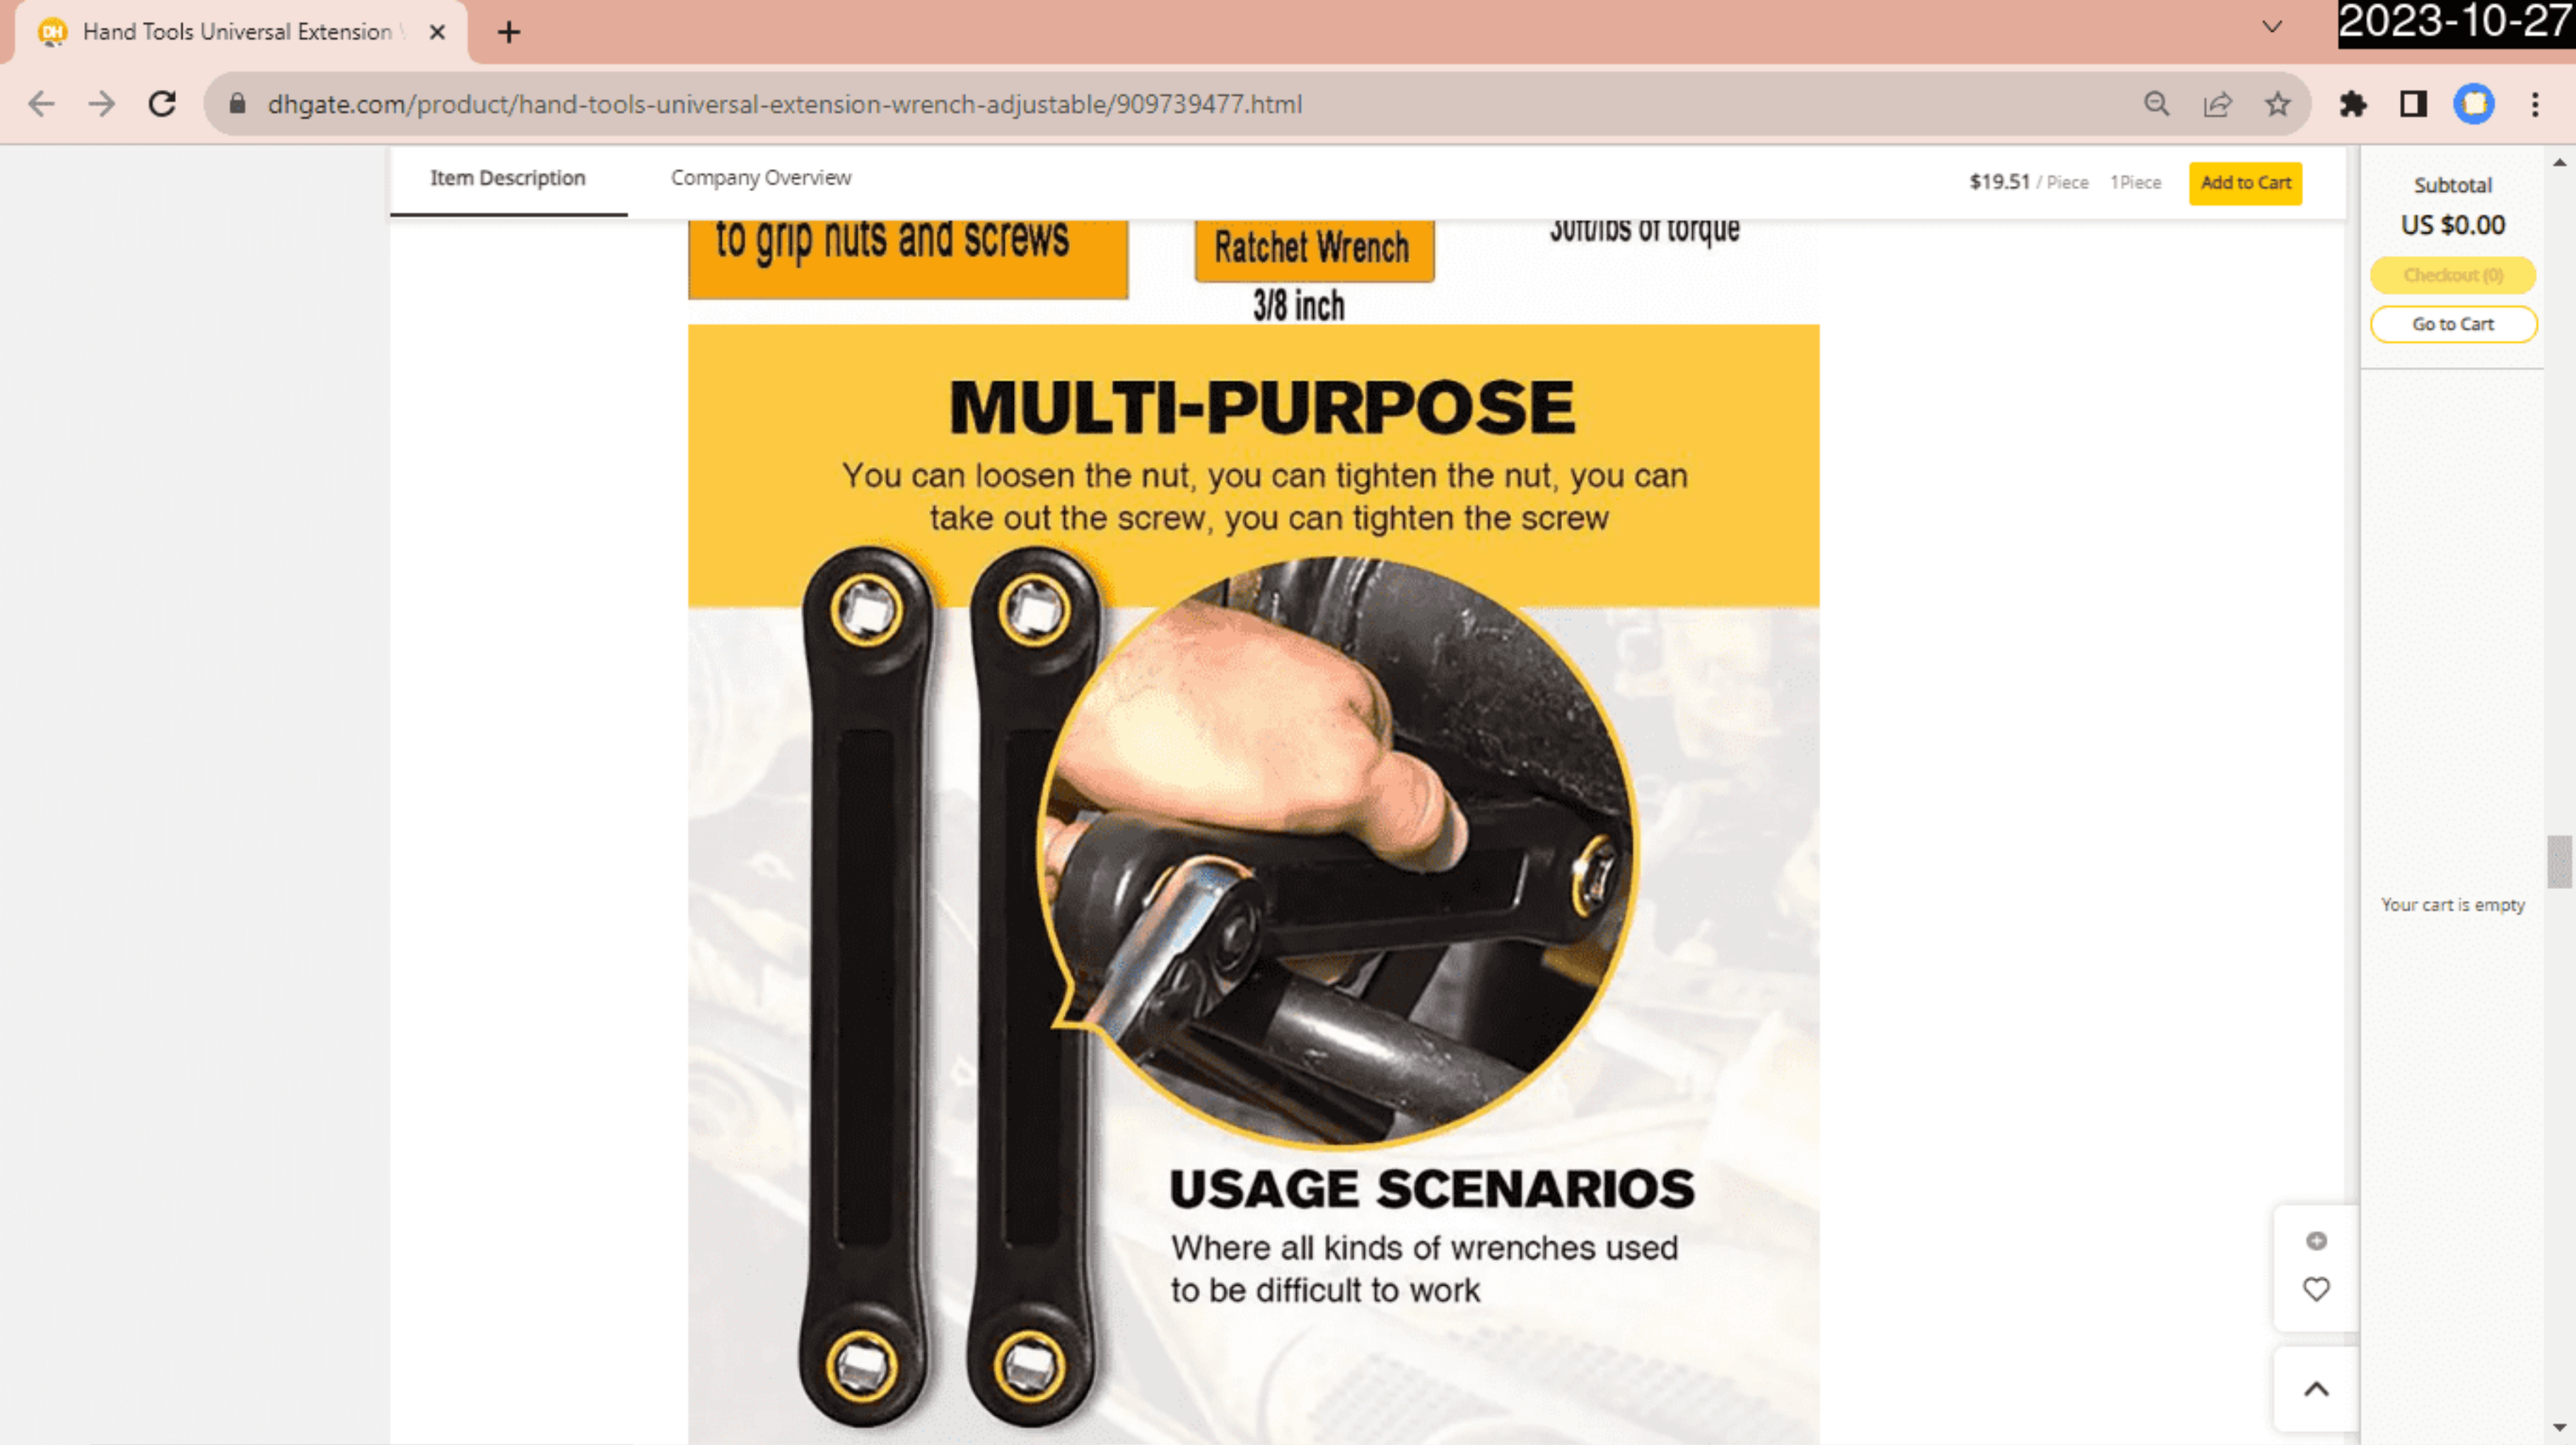 Hand Tools Universal Extension
2023-10-27
dhgate.com/product/hand-tools-universal-extension-wrench-adjustable/909739477.html
Item Description
Company Overview
$19.51 / Piece
1Piece
Add to Cart
Subtotal
US $0.00
Checkout (0)
Go to Cart
to grip nuts and screws
Ratchet Wrench
3/8 inch
30ft/lbs of torque
MULTI-PURPOSE
You can loosen the nut, you can tighten the nut, you can
take out the screw, you can tighten the screw
Your cart is empty
USAGE SCENARIOS
Where all kinds of wrenches used
to be difficult to work